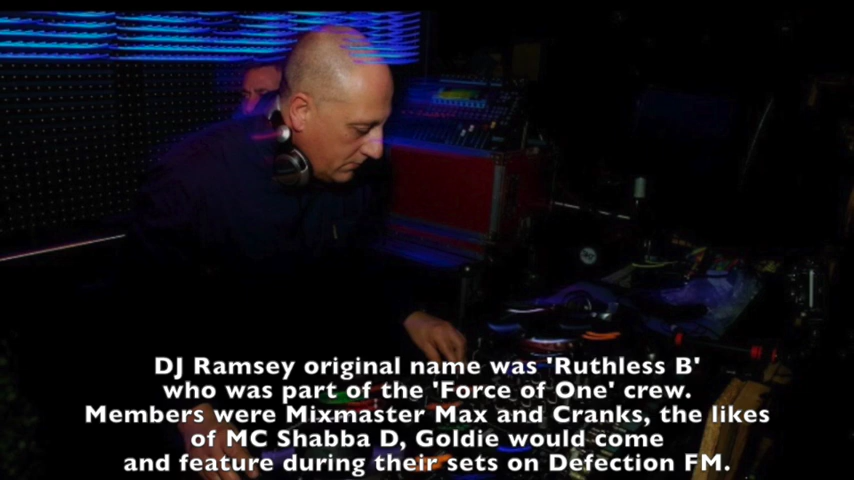 DJ Ramsey original name was 'Ruthless B'
who was part of the 'Force of One' crew.
Members were Mixmaster Max and Cranks, the likes
of MC Shabba D, Goldie would come
and feature during their sets on Defection FM.